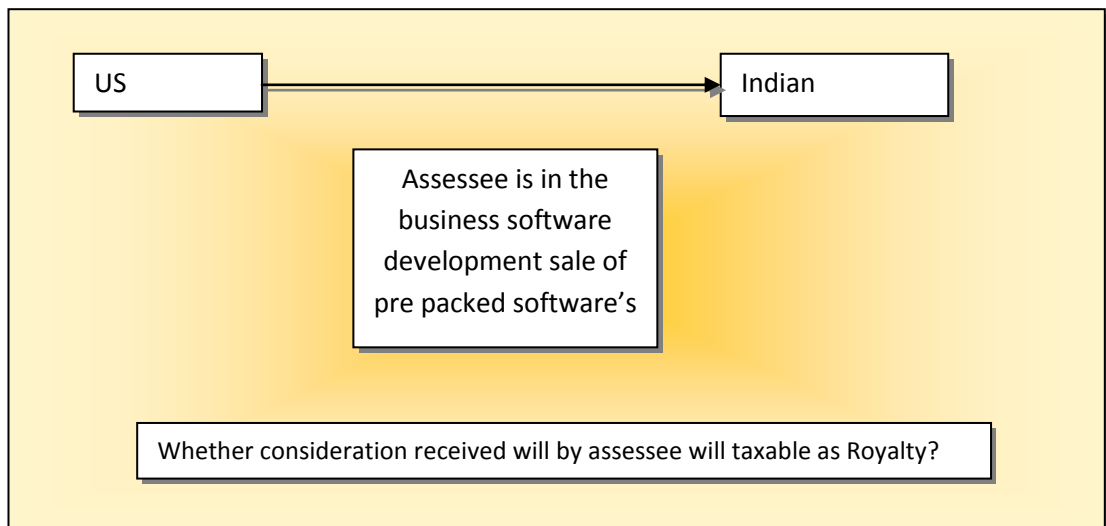 US
Indian
Assessee is in the
business software
development sale of
pre packed software’s
Whether consideration received will by assessee will taxable as Royalty?